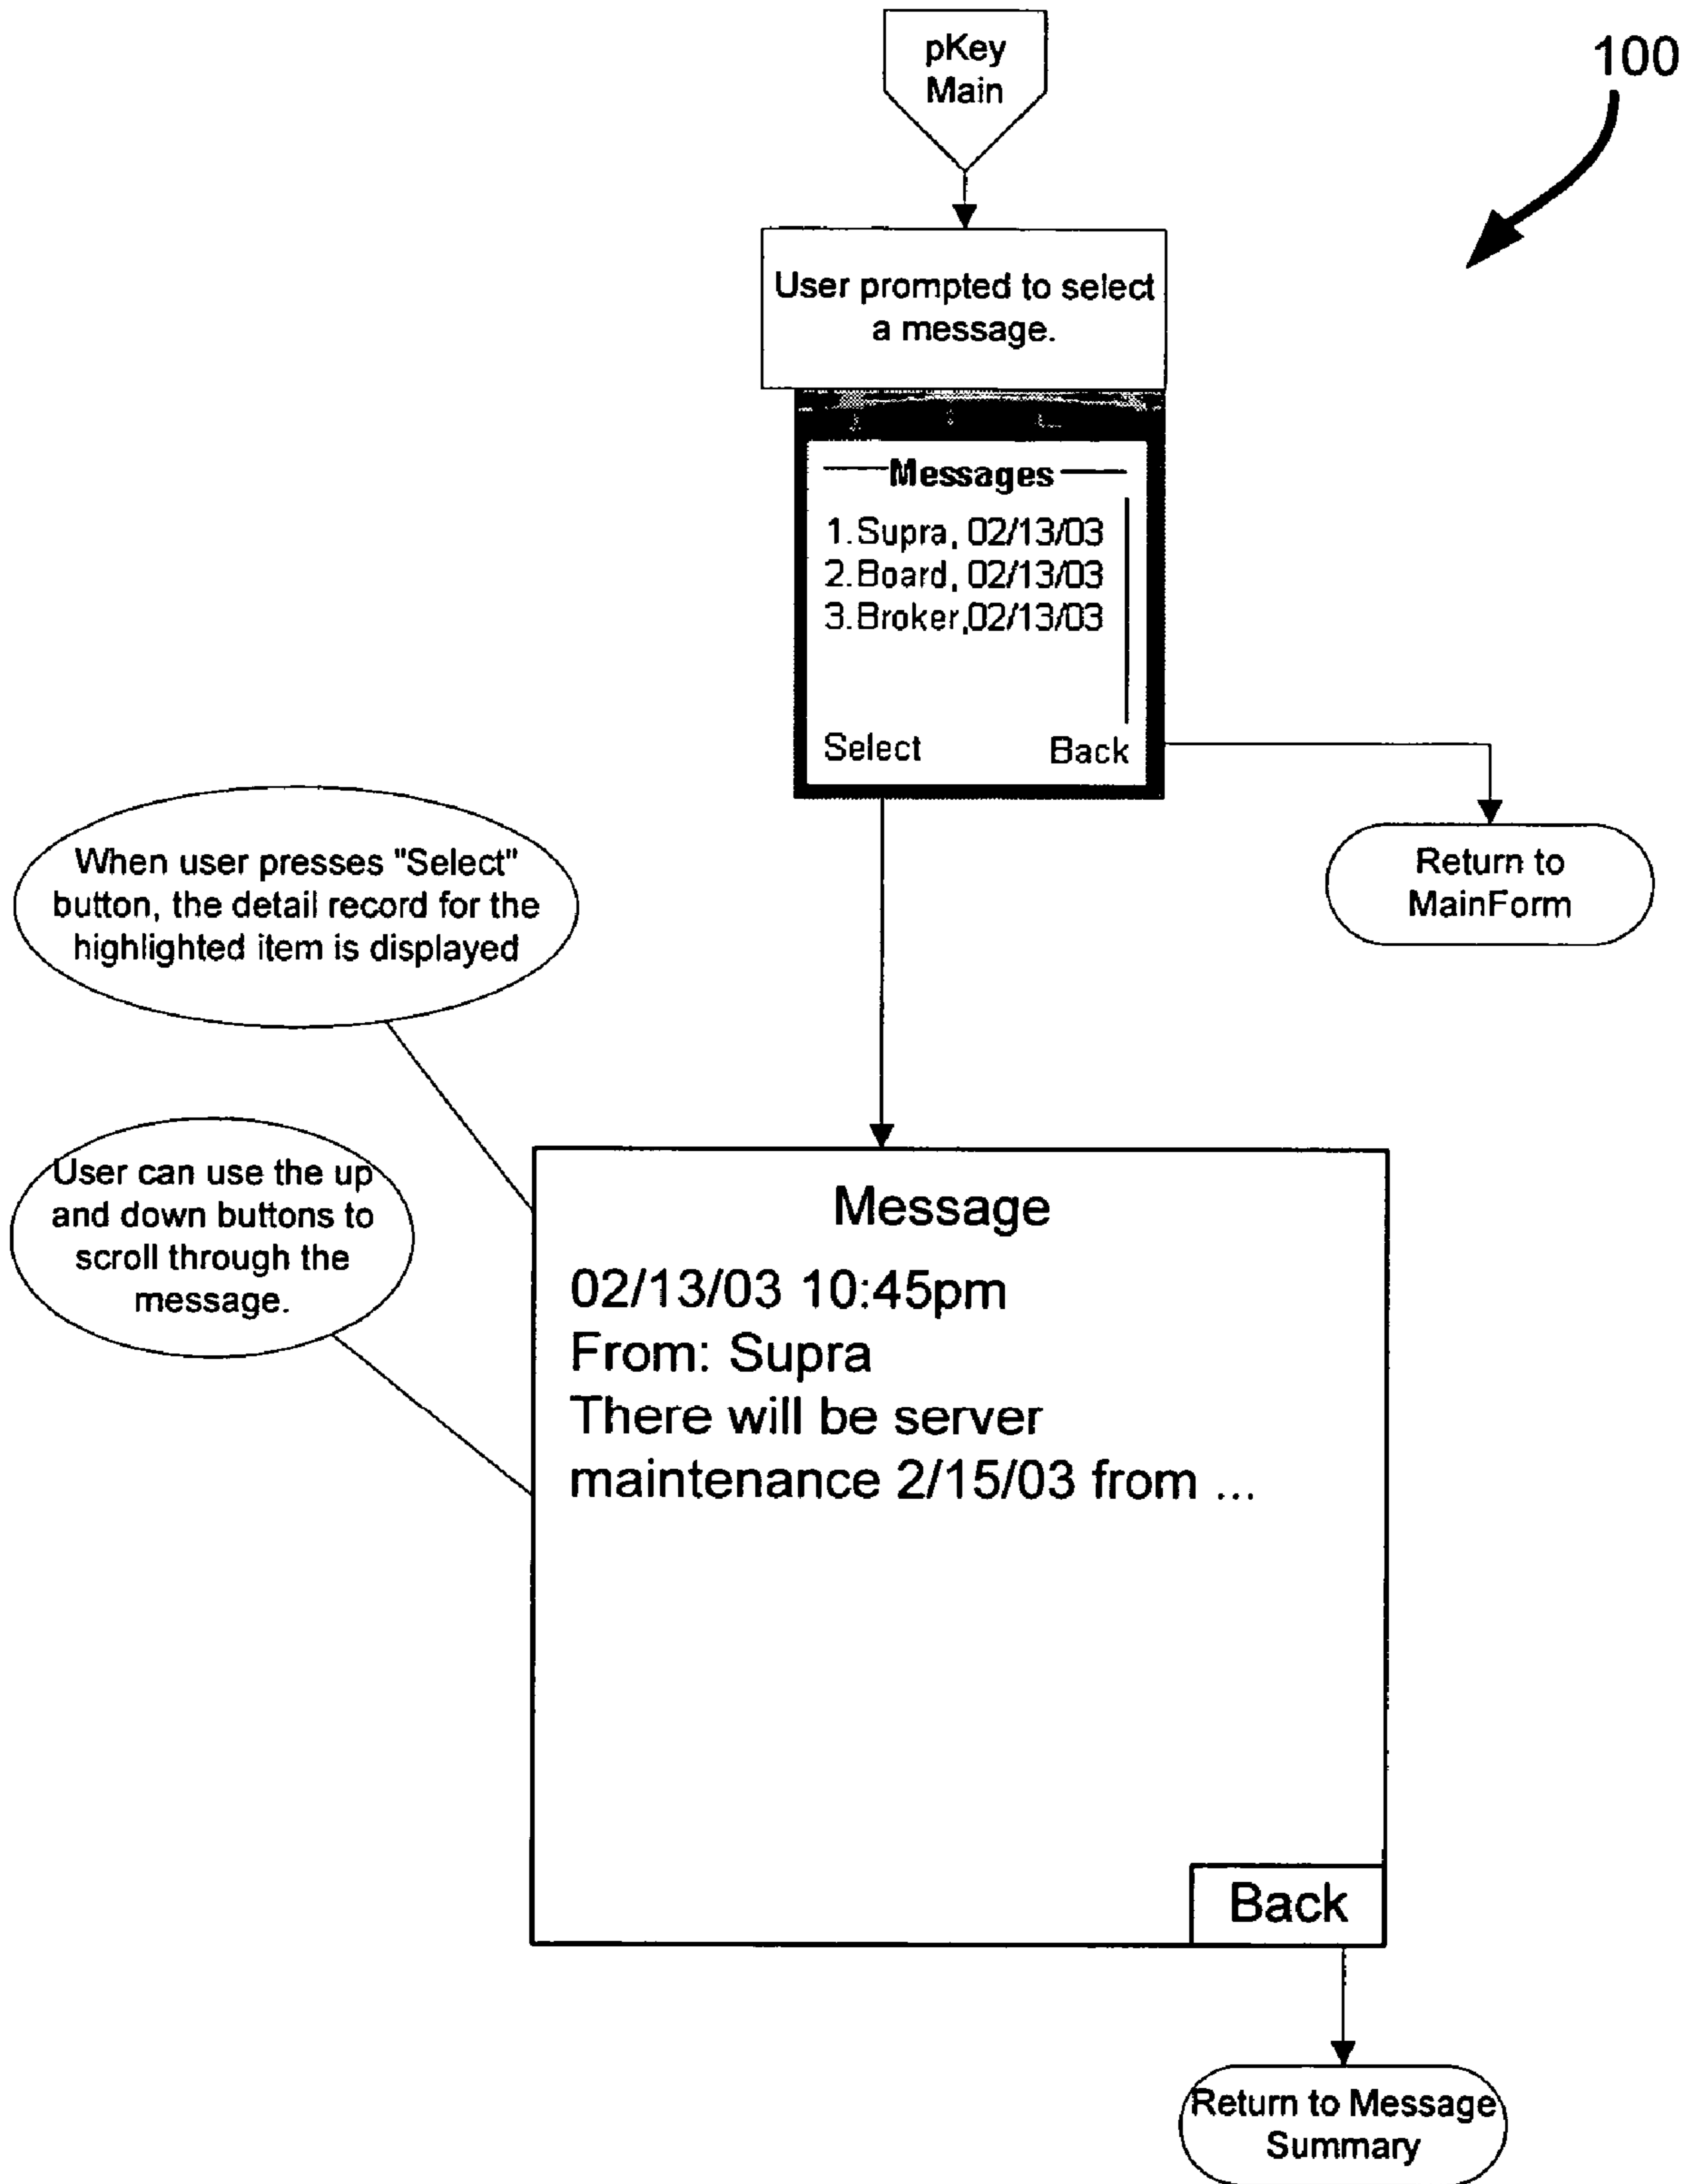 pKey
Main
100
User prompted to select
a message.
Messages
1.Supra, 02/13/03
2.Board, 02/13/03
3.Broker,02/13/03
Select Back
When user presses "Select"
button, the detail record for the
highlighted item is displayed
Return to
MainForm
User can use the up
and down buttons to
scroll through the
message.
Message
02/13/03 10:45pm
From: Supra
There will be server
maintenance 2/15/03 from ...
Back
Return to Message
Summary